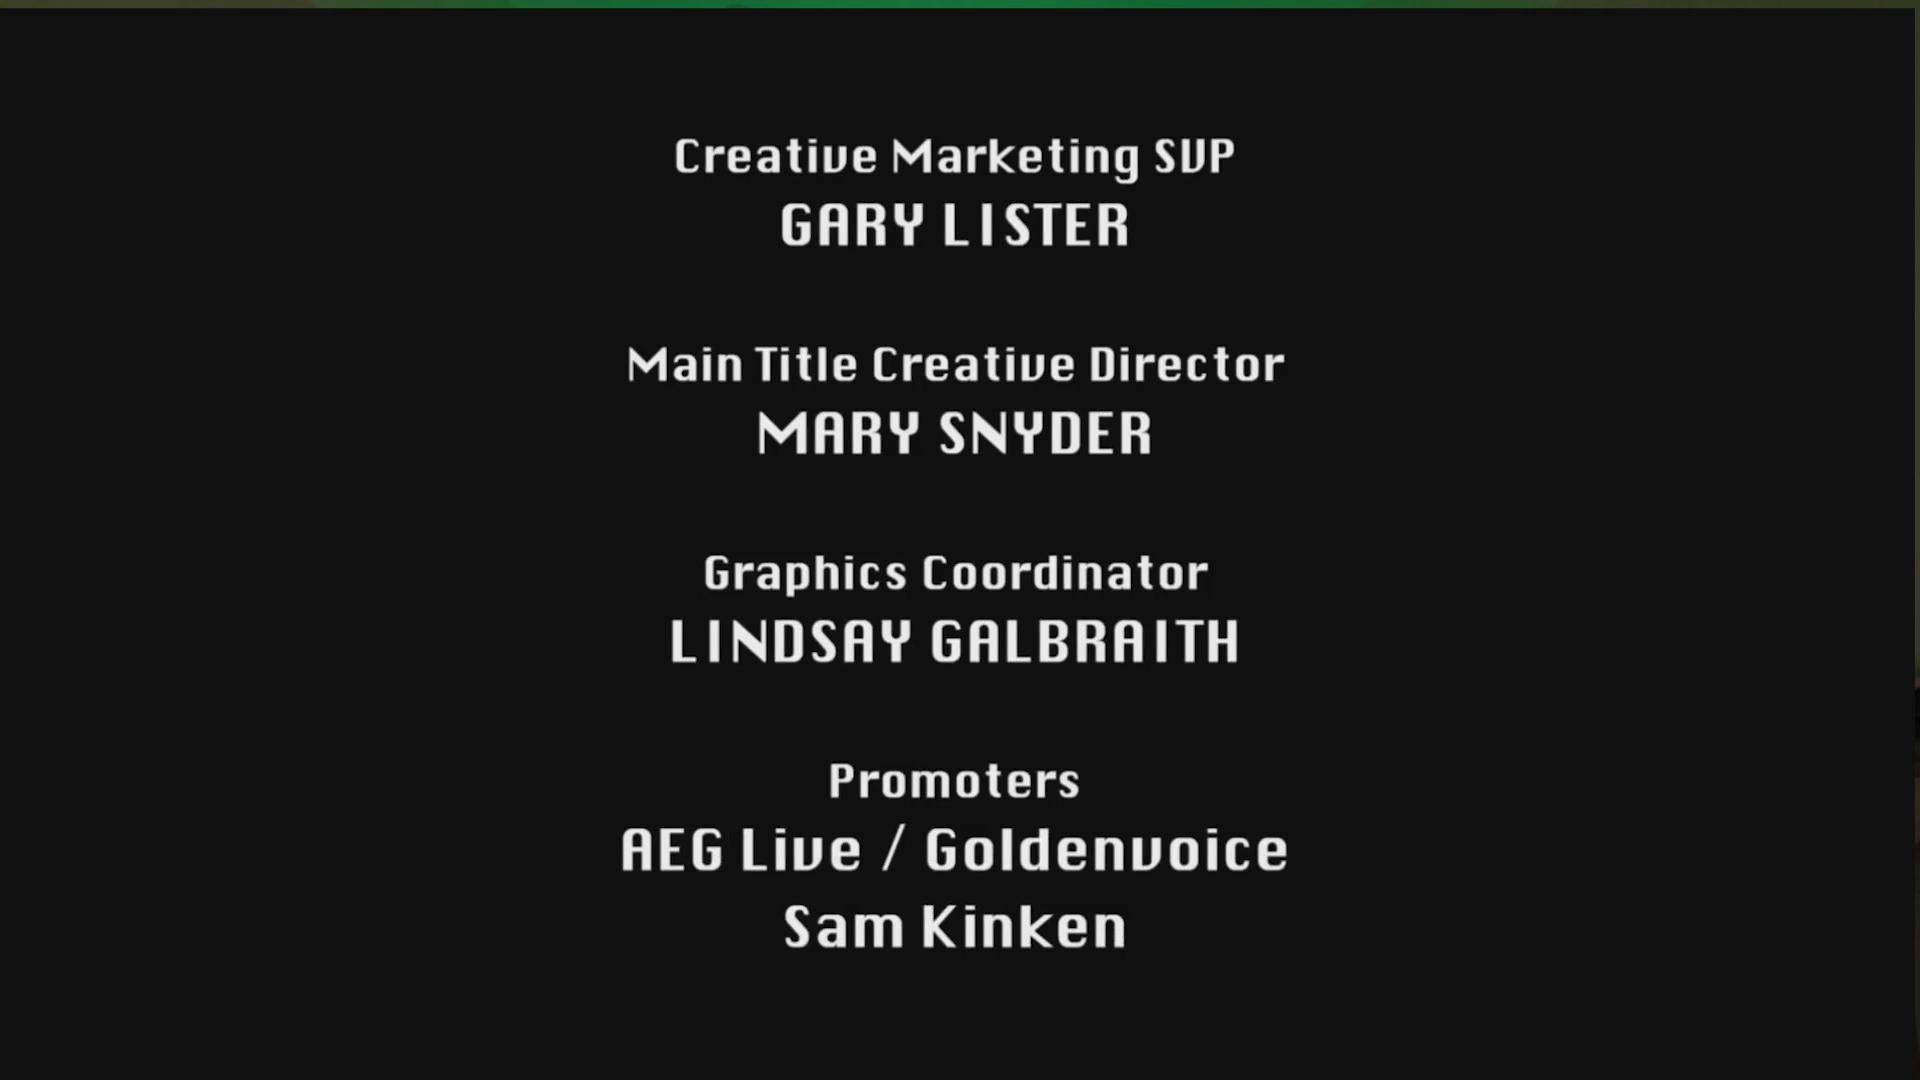 Creative Marketing SVP
GARY LISTER
Main Title Creative Director
MARY SNYDER
Graphics Coordinator
LINDSAY GALBRAITH
Promoters
AEG Live / Goldenvoice
Sam Kinken